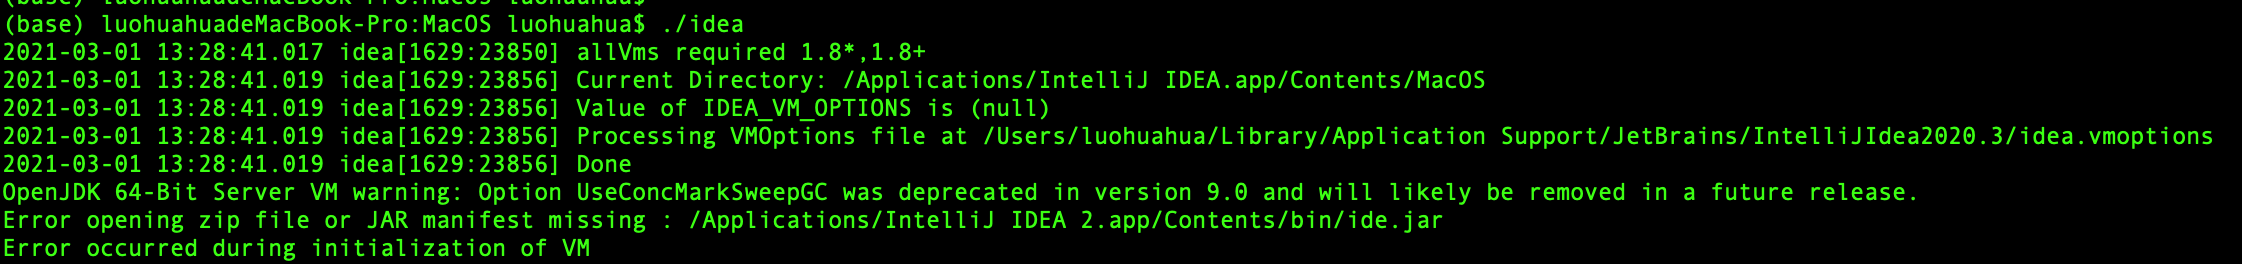 (base) luohuahuadeMacBook-Pro:MacOS luohuahua$
(base) luohuahuadeMacBook-Pro:MacOS luohuahua$ ./idea
2021-03-01 13:28:41.017 idea[1629:23850] allVms required 1.8*,1.8+
2021-03-01 13:28:41.019 idea[1629:23856] Current Directory: /Applications/IntelliJ IDEA.app/Contents/MacOS
2021-03-01 13:28:41.019 idea[1629:23856] Value of IDEA_VM_OPTIONS is (null)
2021-03-01 13:28:41.019 idea[1629:23856] Processing VMOptions file at /Users/luohuahua/Library/Application Support/JetBrains/IntelliJIdea2020.3/idea.vmoptions
2021-03-01 13:28:41.019 idea[1629:23856] Done
OpenJDK 64-Bit Server VM warning: Option UseConcMarkSweepGC was deprecated in version 9.0 and will likely be removed in a future release.
Error opening zip file or JAR manifest missing : /Applications/IntelliJ IDEA 2.app/Contents/bin/ide.jar
Error occurred during initialization of VM